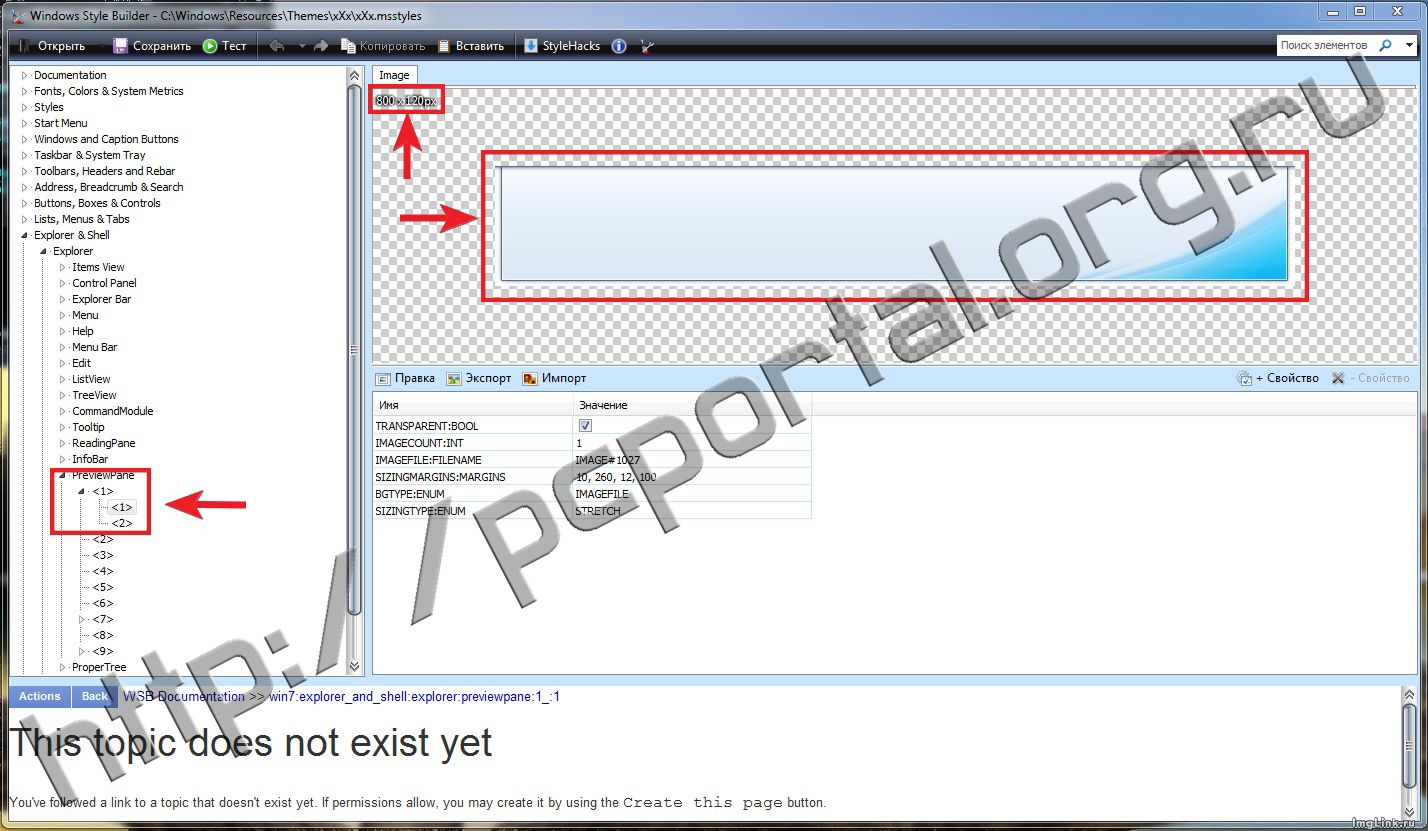 Windows Style Builder - C:\Windows\Resources\Themes\xXx\xXx.msstyles
Открыть Сохранить Тест Копировать Вставить StyleHacks Поиск элементов
Documentation
Fonts, Colors & System Metrics
Styles
Start Menu
Windows and Caption Buttons
Taskbar & System Tray
Toolbars, Headers and Rebar
Address, Breadcrumb & Search
Buttons, Boxes & Controls
Lists, Menus & Tabs
Explorer & Shell
Explorer
Items View
Control Panel
Explorer Bar
Menu
Help
Menu Bar
Edit
ListView
TreeView
CommandModule
Tooltip
ReadingPane
InfoBar
PreviewPane
<1>
<1>
<2>
<2>
<3>
<4>
<5>
<6>
<7>
<8>
<9>
ProperTree
Image
800 x 120px
Правка Экспорт Импорт + Свойство - Свойство
Имя Значение
TRANSPARENT:BOOL
IMAGECOUNT:INT 1
IMAGEFILE:FILENAME IMAGE#1027
SIZINGMARGINS:MARGINS 10, 260, 12, 100
BGTYPE:ENUM IMAGEFILE
SIZINGTYPE:ENUM STRETCH
http://pcportal.org.ru
Actions Back WSB Documentation >> win7:explorer_and_shell:explorer:previewpane:1_:1
This topic does not exist yet
You've followed a link to a topic that doesn't exist yet. If permissions allow, you may create it by using the Create this page button.
ImgLink.ru